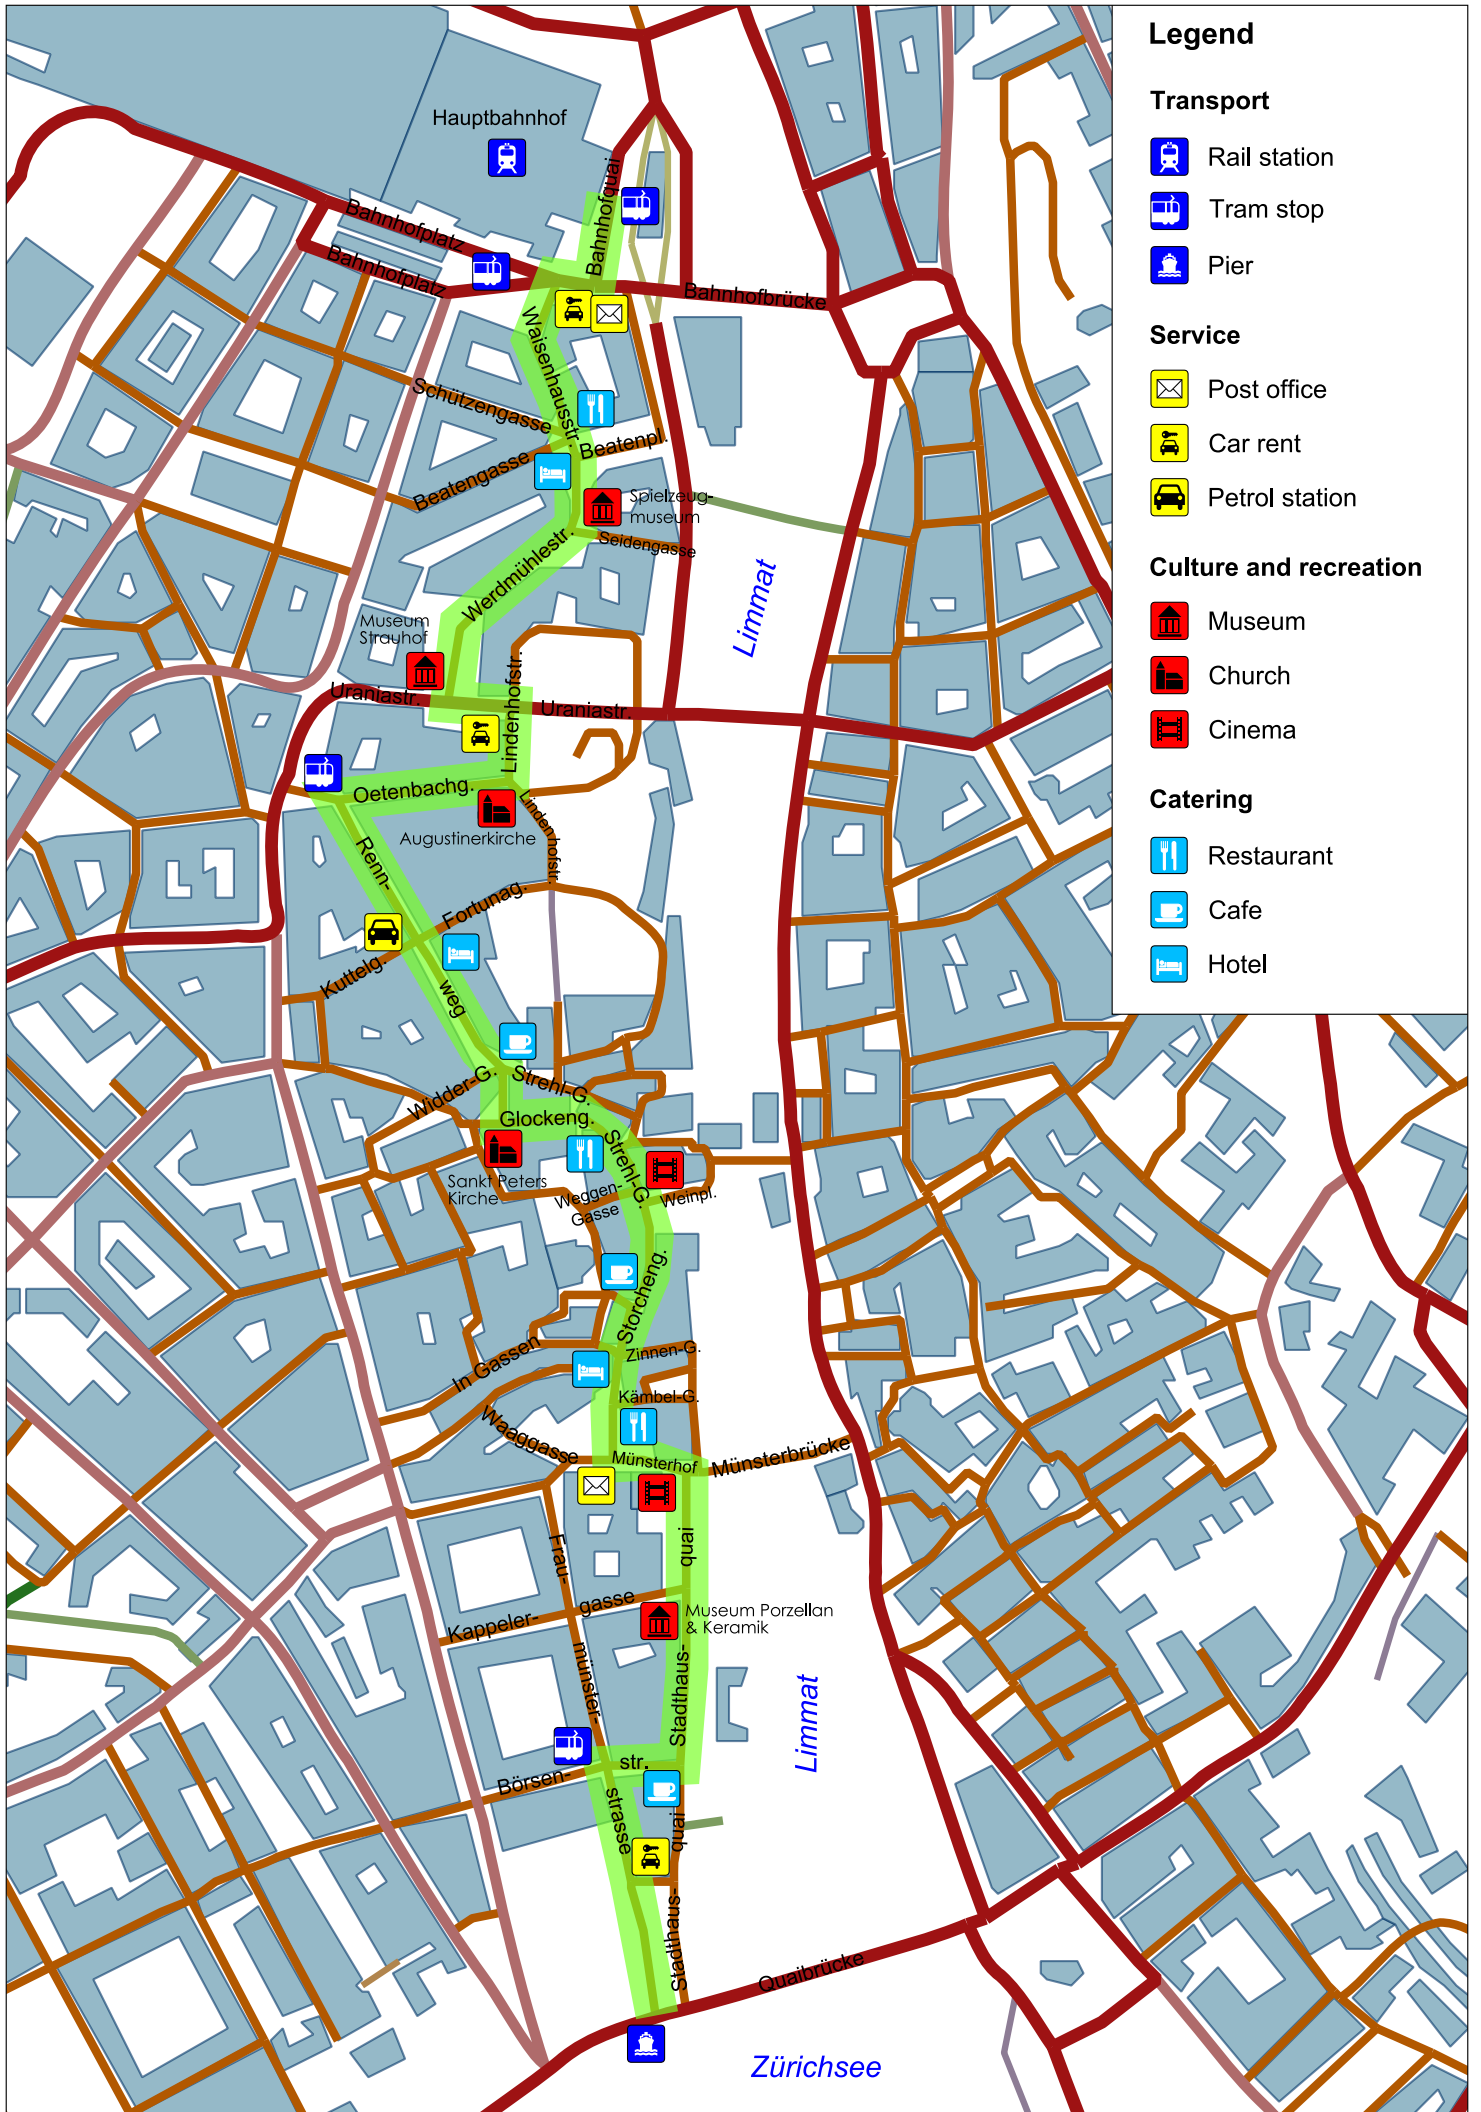 Legend
Transport
Rail station
Tram stop
Pier
Service
Post office
Car rent
Petrol station
Culture and recreation
Museum
Church
Cinema
Catering
Restaurant
Cafe
Hotel
Hauptbahnhof
Bahnhofquai
Bahnhofplatz
Bahnhofplatz
Bahnhofbrücke
Waisenhausstr.
Schützengasse
Beatenpl.
Beatengasse
Spielzeug-
museum
Seidengasse
Werdmühlestr.
Limmat
Museum
Strauhof
Lindenhofstr.
Uraniastr.
Uraniastr.
Oetenbachg.
Lindenhofstr.
Augustinerkirche
Renn-
Fortunag.
Kuttelg.
weg
Widder-G.
Strehl-G.
Glockeng.
Strehl-G.
Sankt Peters
Kirche
Weggen-
Gasse
Weinpl.
Storcheng.
In Gassen
Zinnen-G.
Kämbel-G.
Waaggasse
Münsterhof
Münsterbrücke
Frau-
quai
Kappeler-
gasse
Museum Porzellan
& Keramik
münster-
Stadthaus-
Limmat
Börsen-
str.
strasse
quai
Stadthaus-
Quaibrücke
Zürichsee